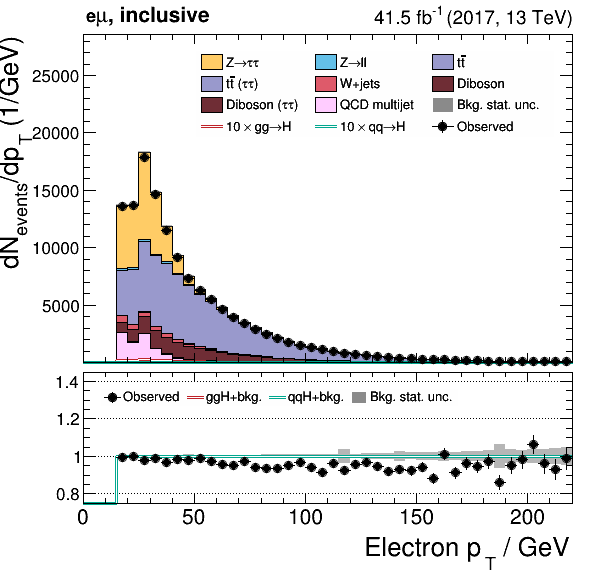 eμ, inclusive 41.5 fb⁻¹ (2017, 13 TeV)
dN_events/dp_T (1/GeV)
25000
20000
15000
10000
5000
Z→ττ Z→ll tt̄
tt̄ (ττ) W+jets Diboson
Diboson (ττ) QCD multijet Bkg. stat. unc.
10 × gg→H 10 × qq→H Observed
1.4
1.2
1
0.8
Observed ggH+bkg. qqH+bkg. Bkg. stat. unc.
0 50 100 150 200
Electron p_T / GeV